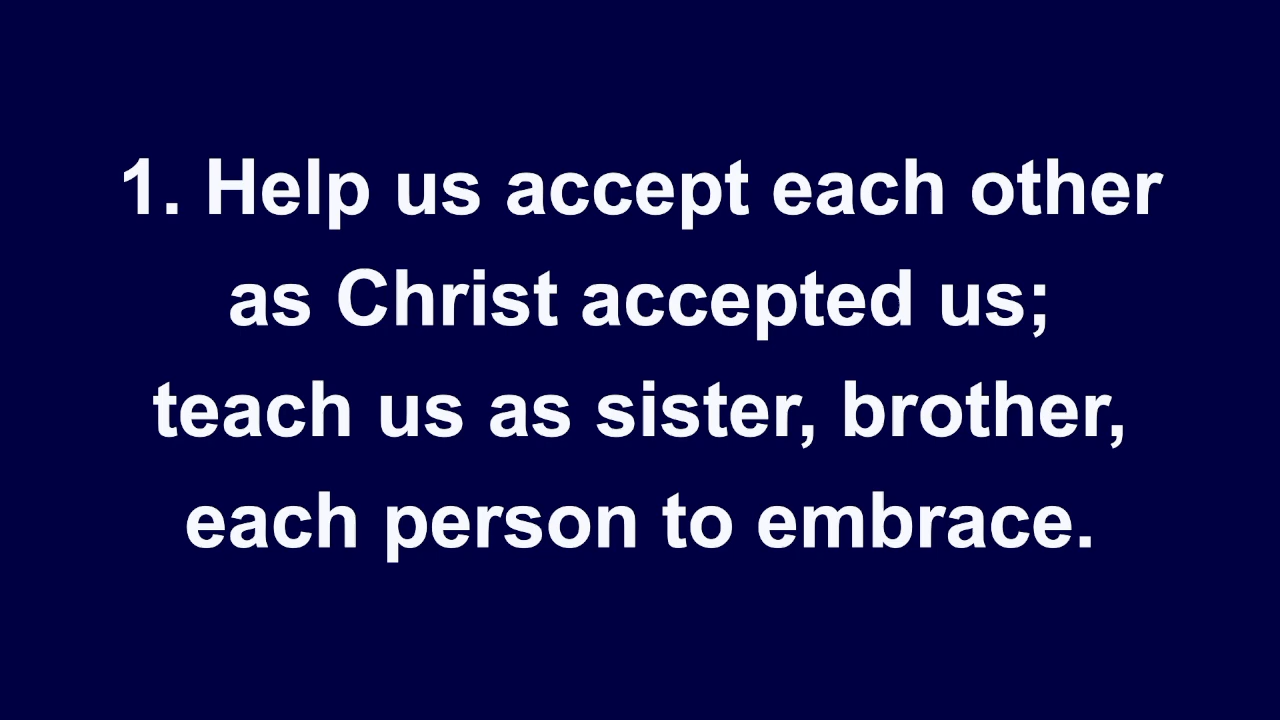 1. Help us accept each other
as Christ accepted us;
teach us as sister, brother,
each person to embrace.